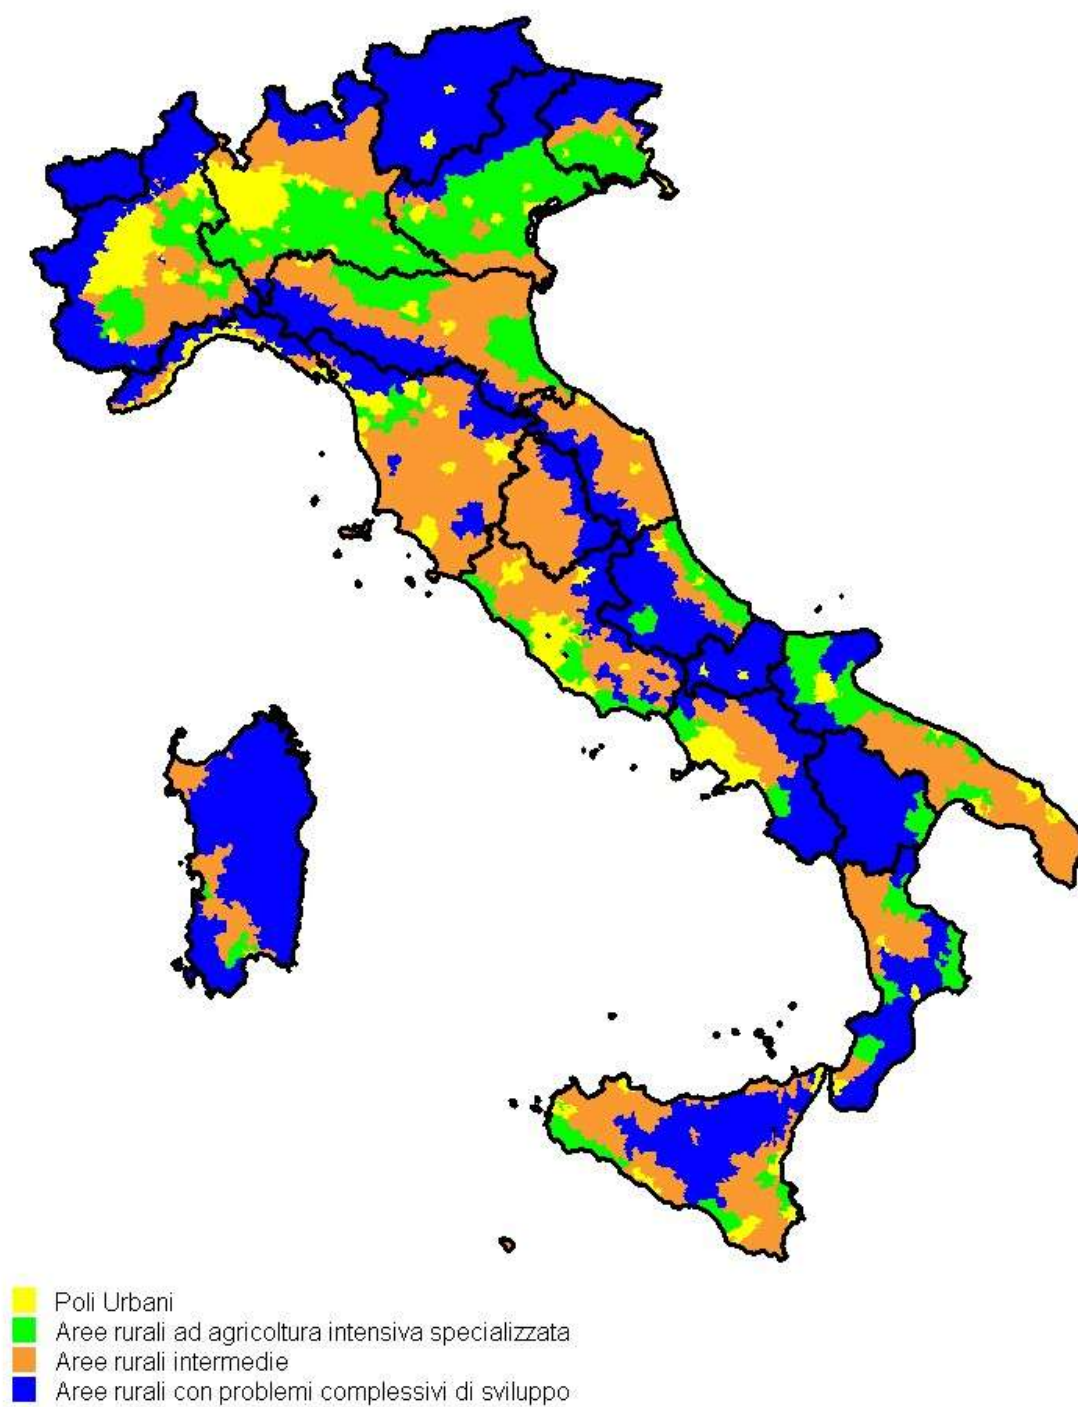 Poli Urbani
Aree rurali ad agricoltura intensiva specializzata
Aree rurali intermedie
Aree rurali con problemi complessivi di sviluppo